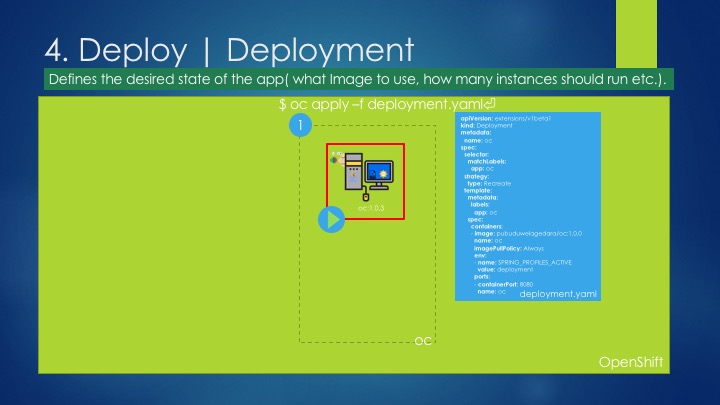 4. Deploy | Deployment
Defines the desired state of the app( what Image to use, how many instances should run etc.).
$ oc apply –f deployment.yaml⏎
1
oc:1.0.3
oc
apiVersion: extensions/v1beta1
kind: Deployment
metadata:
name: oc
spec:
selector:
matchLabels:
app: oc
strategy:
type: Recreate
template:
metadata:
labels:
app: oc
spec:
containers:
- image: pubuduwelagedara/oc:1.0.0
name: oc
imagePullPolicy: Always
env:
- name: SPRING_PROFILES_ACTIVE
value: deployment
ports:
- containerPort: 8080
name: oc
deployment.yaml
OpenShift